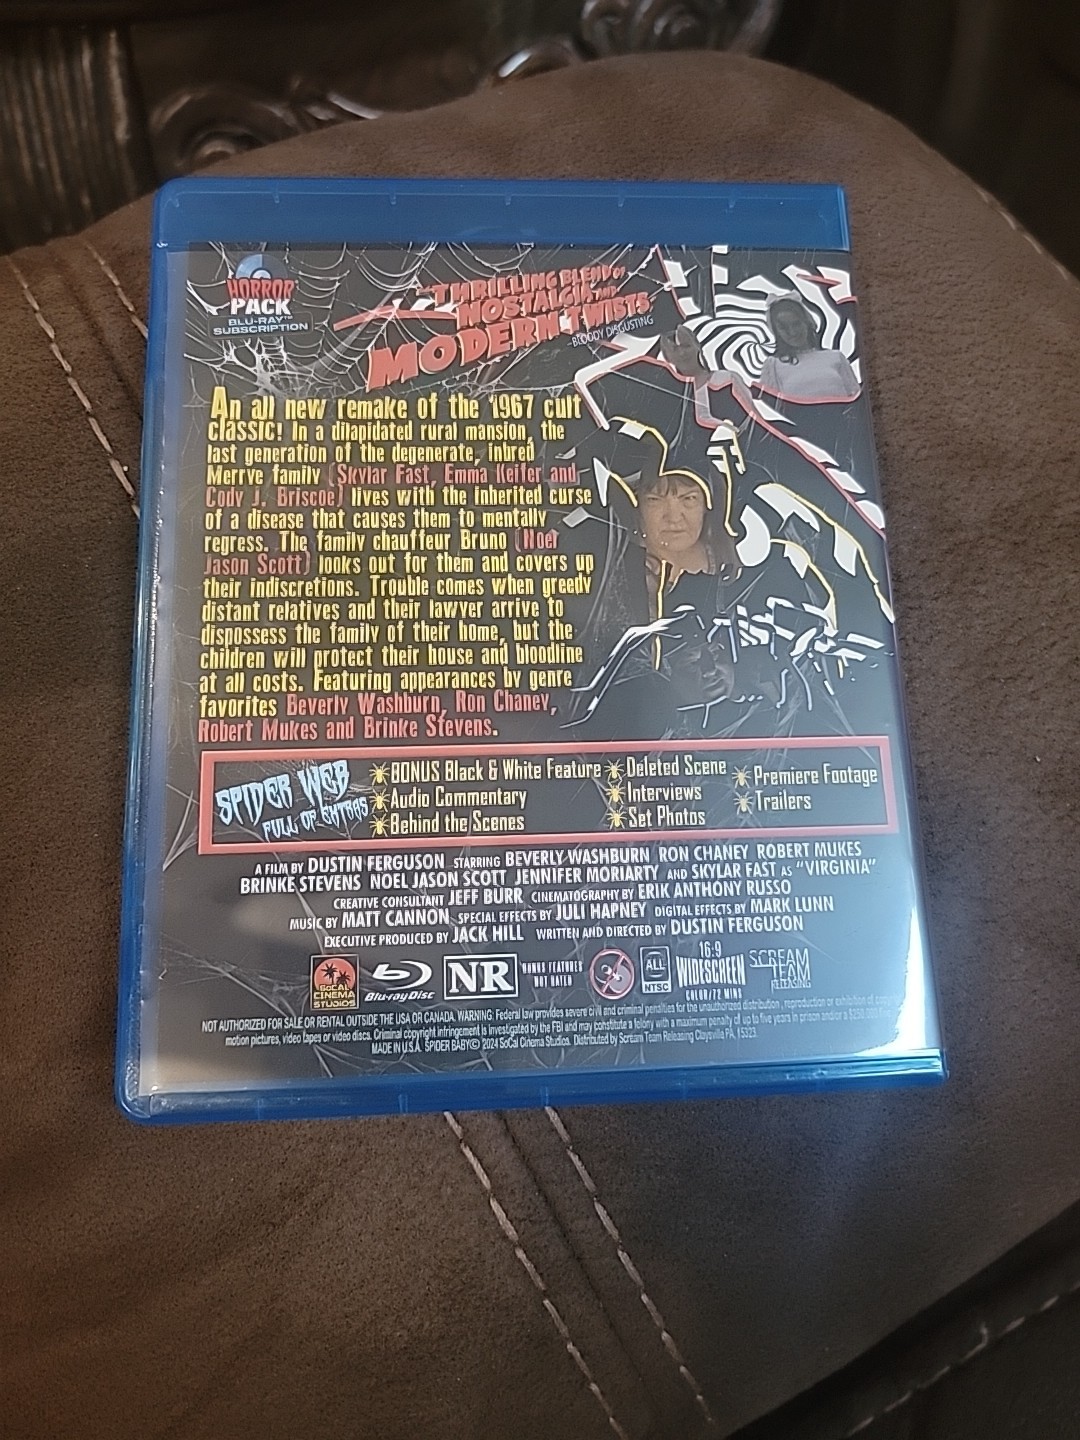 HORROR
PACK
BLU-RAY™
SUBSCRIPTION
THRILLING BLEND OF
NOSTALGIA AND
MODERN TWISTS
-BLOODY DISGUSTING
An all new remake of the 1967 cult
classic! In a dilapidated rural mansion, the
last generation of the degenerate, inbred
Merrye family (Skylar Fast, Emma Keifer and
Cody J. Briscoe) lives with the inherited curse
of a disease that causes them to mentally
regress. The family chauffeur Bruno (Noel
Jason Scott) looks out for them and covers up
their indiscretions. Trouble comes when greedy
distant relatives and their lawyer arrive to
dispossess the family of their home, but the
children will protect their house and bloodline
at all costs. Featuring appearances by genre
favorites Beverly Washburn, Ron Chaney,
Robert Mukes and Brinke Stevens.
SPIDER WEB
FULL OF EXTRAS
BONUS Black & White Feature
Audio Commentary
Behind the Scenes
Deleted Scene
Interviews
Set Photos
Premiere Footage
Trailers
A FILM BY DUSTIN FERGUSON STARRING BEVERLY WASHBURN RON CHANEY ROBERT MUKES
BRINKE STEVENS NOEL JASON SCOTT JENNIFER MORIARTY AND SKYLAR FAST AS "VIRGINIA"
CREATIVE CONSULTANT JEFF BURR CINEMATOGRAPHY BY ERIK ANTHONY RUSSO
MUSIC BY MATT CANNON SPECIAL EFFECTS BY JULI HAPNEY DIGITAL EFFECTS BY MARK LUNN
EXECUTIVE PRODUCED BY JACK HILL WRITTEN AND DIRECTED BY DUSTIN FERGUSON
SoCAL
CINEMA
STUDIOS
Blu-ray Disc
NR
BONUS FEATURES
NOT RATED
ALL
NTSC
16:9
WIDESCREEN
COLOR/72 MINS
SCREAM
TEAM
RELEASING
NOT AUTHORIZED FOR SALE OR RENTAL OUTSIDE THE USA OR CANADA. WARNING: Federal law provides severe civil and criminal penalties for the unauthorized distribution, reproduction or exhibition of
motion pictures, video tapes or video discs. Criminal copyright infringement is investigated by the FBI and may constitute a felony with a maximum penalty of up to five years in prison and/or a $250,000
MADE IN U.S.A. SPIDER BABY© 2024 SoCal Cinema Studios. Distributed by Scream Team Releasing Claysville PA, 15323